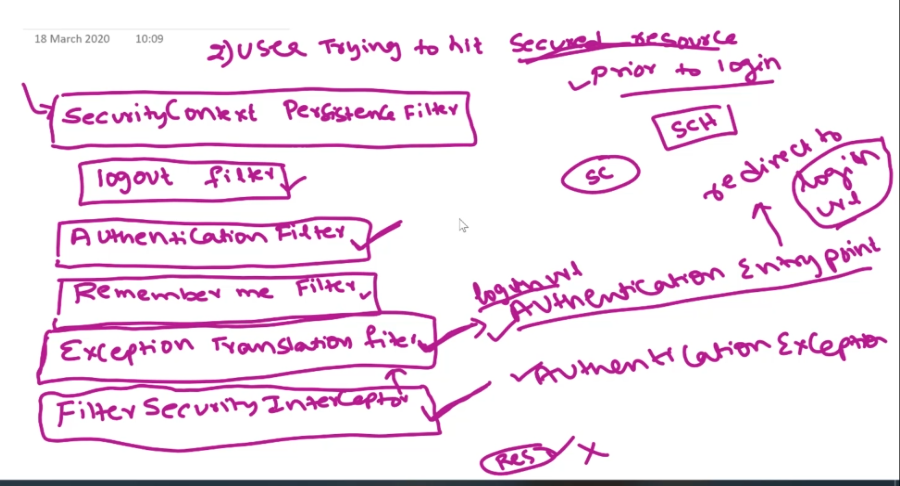 18 March 2020 10:09
2) User Trying to hit Secured resource
Prior to login
Security Context Persistence Filter
SCH
SC
logout filter
redirect to
login
url
Authentication Filter
Remember me Filter
login url
Authentication Entry point
Exception Translation filter
Authentication Exception
Filter Security Interceptor
Res X